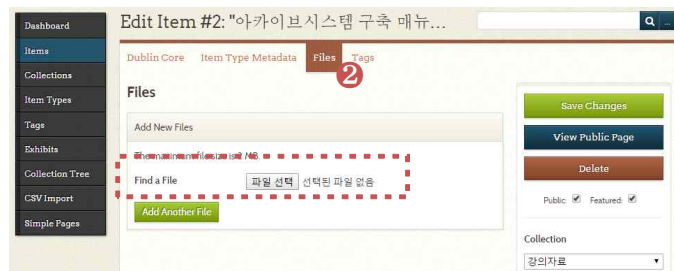 Dashboard
Items
Collections
Item Types
Tags
Exhibits
Collection Tree
CSV Import
Simple Pages
Edit Item #2: "아카이브시스템 구축 매뉴...
Dublin Core Item Type Metadata Files Tags
2
Files
Add New Files
The maximum file size is 2 MB.
Find a File 파일 선택 선택된 파일 없음
Add Another File
Save Changes
View Public Page
Delete
Public: Featured:
Collection
강의자료